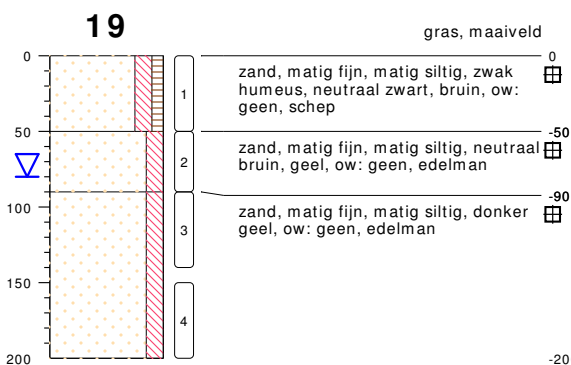 19
gras, maaiveld
0
0
zand, matig fijn, matig siltig, zwak
humeus, neutraal zwart, bruin, ow:
geen, schep
1
50
-50
zand, matig fijn, matig siltig, neutraal
bruin, geel, ow: geen, edelman
2
-90
zand, matig fijn, matig siltig, donker
geel, ow: geen, edelman
100
3
150
4
200
-20